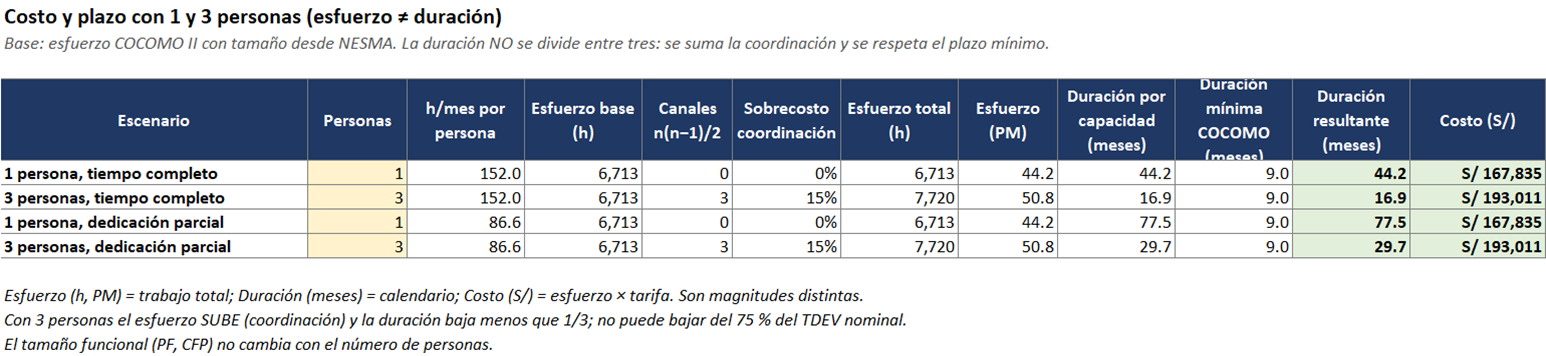 Costo y plazo con 1 y 3 personas (esfuerzo ≠ duración)
Base: esfuerzo COCOMO II con tamaño desde NESMA. La duración NO se divide entre tres: se suma la coordinación y se respeta el plazo mínimo.
Escenario Personas h/mes por persona Esfuerzo base (h) Canales n(n−1)/2 Sobrecosto coordinación Esfuerzo total (h) Esfuerzo (PM) Duración por capacidad (meses) Duración mínima COCOMO (meses) Duración resultante (meses) Costo (S/)
1 persona, tiempo completo 1 152.0 6,713 0 0% 6,713 44.2 44.2 9.0 44.2 S/ 167,835
3 personas, tiempo completo 3 152.0 6,713 3 15% 7,720 50.8 16.9 9.0 16.9 S/ 193,011
1 persona, dedicación parcial 1 86.6 6,713 0 0% 6,713 44.2 77.5 9.0 77.5 S/ 167,835
3 personas, dedicación parcial 3 86.6 6,713 3 15% 7,720 50.8 29.7 9.0 29.7 S/ 193,011
Esfuerzo (h, PM) = trabajo total; Duración (meses) = calendario; Costo (S/) = esfuerzo × tarifa. Son magnitudes distintas.
Con 3 personas el esfuerzo SUBE (coordinación) y la duración baja menos que 1/3; no puede bajar del 75 % del TDEV nominal.
El tamaño funcional (PF, CFP) no cambia con el número de personas.